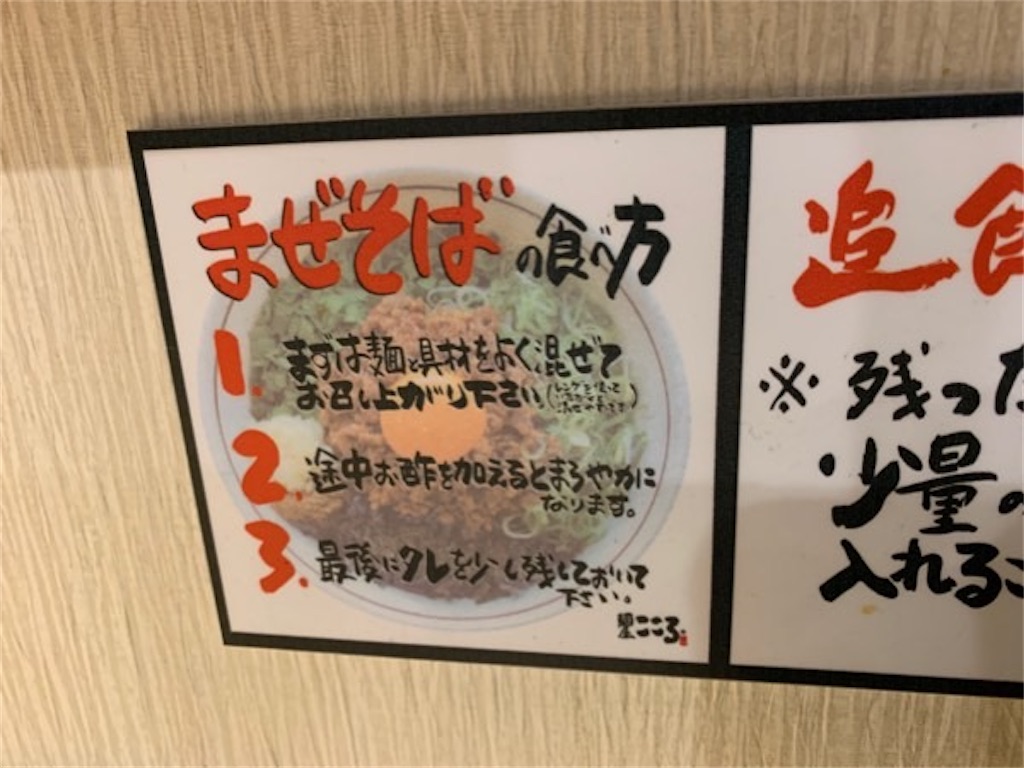 まぜそばの食べ方
1. まずは麺と具材をよく混ぜて
お召し上がり下さい
2. 途中お酢を加えるとまろやかに
なります。
3. 最後にタレを少し残しておいて
下さい。
麺屋こころ
追 食
※残った
少量の
入れるこ